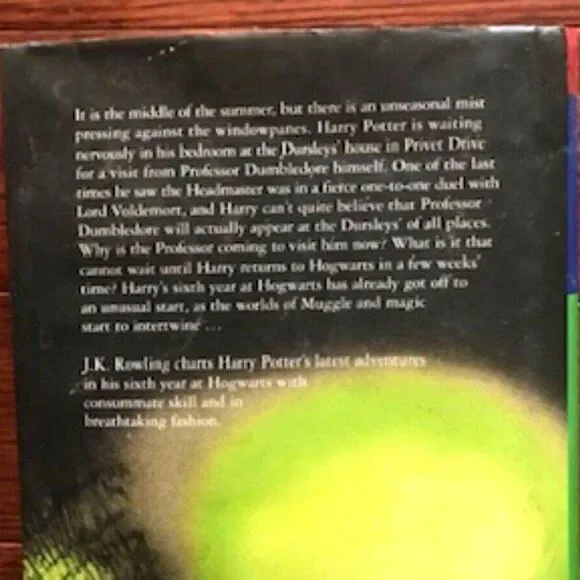 It is the middle of the summer, but there is an unseasonal mist
pressing against the windowpanes. Harry Potter is waiting
nervously in his bedroom at the Dursleys' house in Privet Drive
for a visit from Professor Dumbledore himself. One of the last
times he saw the Headmaster was in a fierce one-to-one duel with
Lord Voldemort, and Harry can't quite believe that Professor
Dumbledore will actually appear at the Dursleys' of all places.
Why is the Professor coming to visit him now? What is it that
cannot wait until Harry returns to Hogwarts in a few weeks'
time? Harry's sixth year at Hogwarts has already got off to
an unusual start, as the worlds of Muggle and magic
start to intertwine ...
J.K. Rowling charts Harry Potter's latest adventures
in his sixth year at Hogwarts with
consummate skill and in
breathtaking fashion.